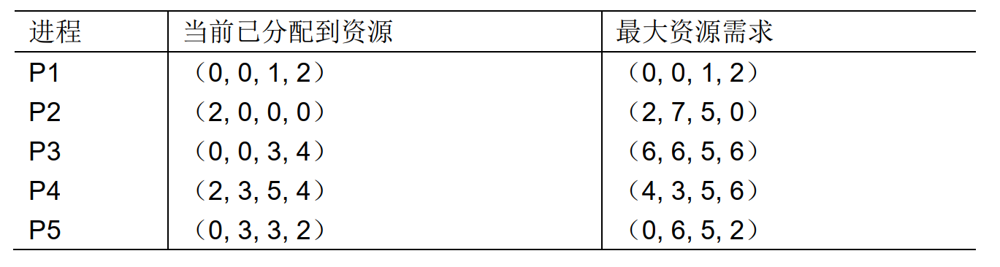 进程 当前已分配到资源 最大资源需求
P1 （0, 0, 1, 2） （0, 0, 1, 2）
P2 （2, 0, 0, 0） （2, 7, 5, 0）
P3 （0, 0, 3, 4） （6, 6, 5, 6）
P4 （2, 3, 5, 4） （4, 3, 5, 6）
P5 （0, 3, 3, 2） （0, 6, 5, 2）